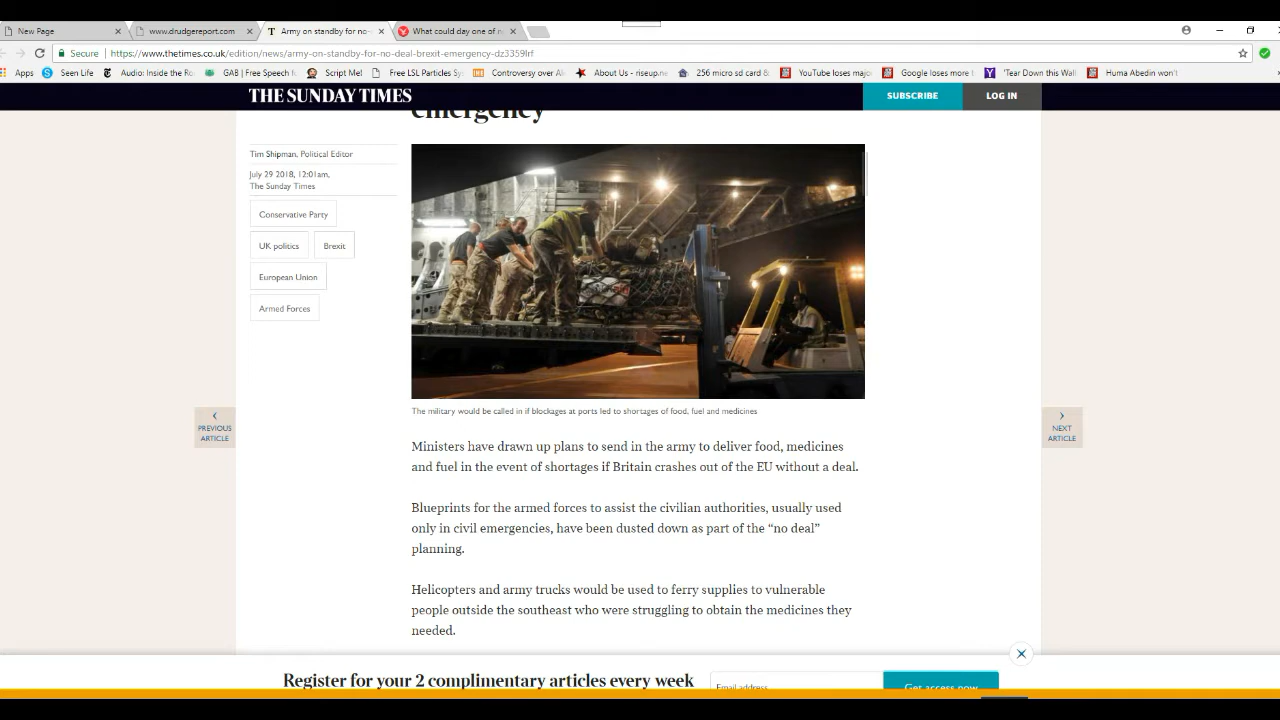 New Page
www.drudgereport.com
Army on standby for no-
What could day one of n
Secure
https://www.thetimes.co.uk/edition/news/army-on-standby-for-no-deal-brexit-emergency-dz3359lrf
Apps
Seen Life
Audio: Inside the Ro
GAB | Free Speech f
Script Me!
Free LSL Particles Sy
Controversy over Al
About Us - riseup.ne
256 micro sd card 8
YouTube loses majo
Google loses more t
'Tear Down this Wall
Huma Abedin won't
THE SUNDAY TIMES
SUBSCRIBE
LOG IN
emergency
Tim Shipman, Political Editor
July 29 2018, 12:01am,
The Sunday Times
Conservative Party
UK politics
Brexit
European Union
Armed Forces
The military would be called in if blockages at ports led to shortages of food, fuel and medicines
PREVIOUS
ARTICLE
NEXT
ARTICLE
Ministers have drawn up plans to send in the army to deliver food, medicines
and fuel in the event of shortages if Britain crashes out of the EU without a deal.
Blueprints for the armed forces to assist the civilian authorities, usually used
only in civil emergencies, have been dusted down as part of the “no deal”
planning.
Helicopters and army trucks would be used to ferry supplies to vulnerable
people outside the southeast who were struggling to obtain the medicines they
needed.
Register for your 2 complimentary articles every week
Email address
Get access now